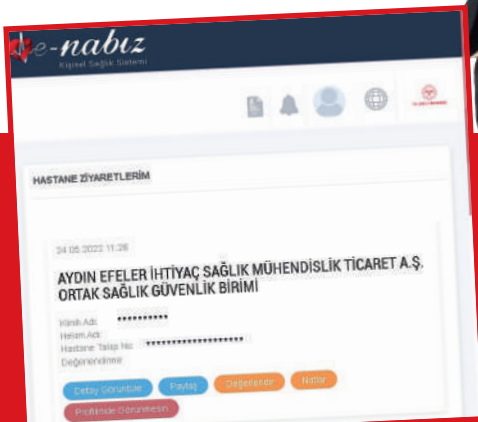 e-nabız
Kişisel Sağlık Sistemi
HASTANE ZİYARETLERİM
24.05.2022 11:28
AYDIN EFELER İHTİYAÇ SAĞLIK MÜHENDİSLİK TİCARET A.Ş.
ORTAK SAĞLIK GÜVENLİK BİRİMİ
Klinik Adı: **********
Hekim Adı:
Hastane Takip No: *******************
Değerlendirme
Detay Görüntüle Paylaş Değerlendir Notlar
Profilimde Görünmesin